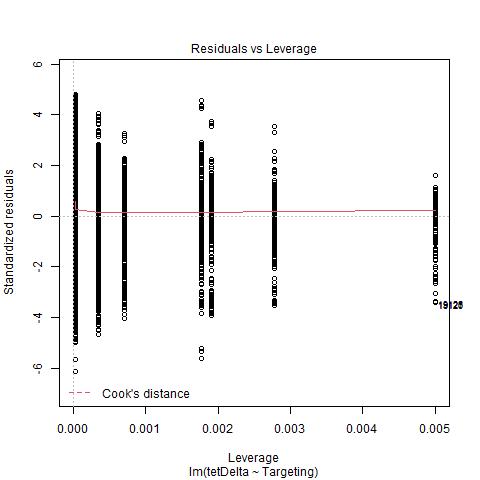 Residuals vs Leverage
6
4
2
0
-2
-4
-6
Standardized residuals
Cook's distance
0.000 0.001 0.002 0.003 0.004 0.005
Leverage
lm(tetDelta ~ Targeting)